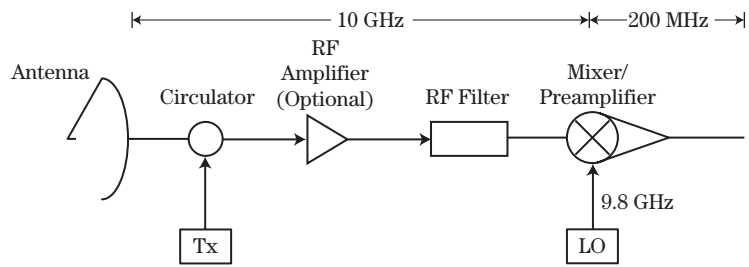 10 GHz
200 MHz
Antenna
Circulator
RF
Amplifier
(Optional)
RF Filter
Mixer/
Preamplifier
9.8 GHz
Tx
LO